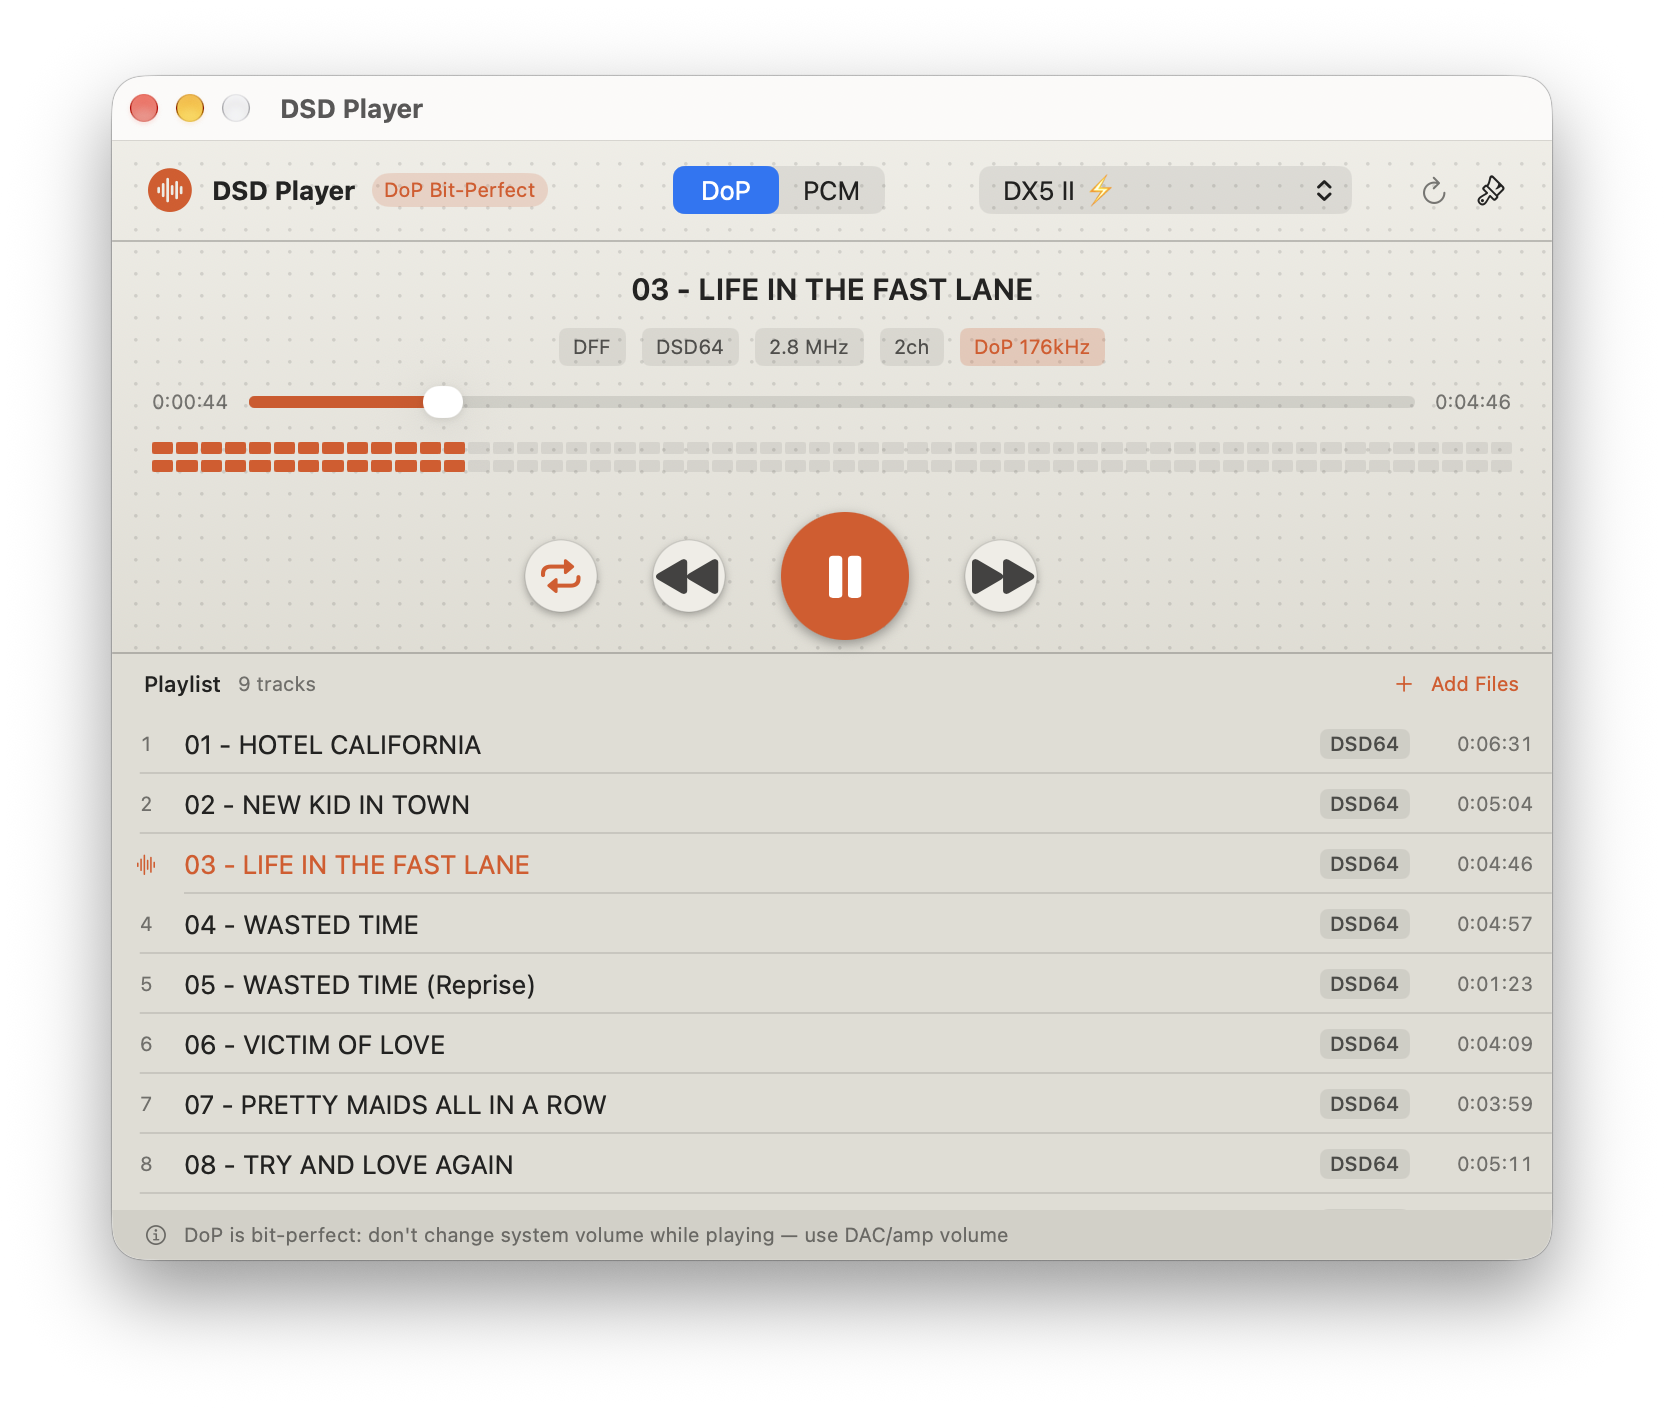 DSD Player
DSD Player DoP Bit-Perfect DoP PCM DX5 II ⚡
03 - LIFE IN THE FAST LANE
DFF DSD64 2.8 MHz 2ch DoP 176kHz
0:00:44 0:04:46
Playlist 9 tracks + Add Files
1 01 - HOTEL CALIFORNIA DSD64 0:06:31
2 02 - NEW KID IN TOWN DSD64 0:05:04
03 - LIFE IN THE FAST LANE DSD64 0:04:46
4 04 - WASTED TIME DSD64 0:04:57
5 05 - WASTED TIME (Reprise) DSD64 0:01:23
6 06 - VICTIM OF LOVE DSD64 0:04:09
7 07 - PRETTY MAIDS ALL IN A ROW DSD64 0:03:59
8 08 - TRY AND LOVE AGAIN DSD64 0:05:11
DoP is bit-perfect: don't change system volume while playing — use DAC/amp volume